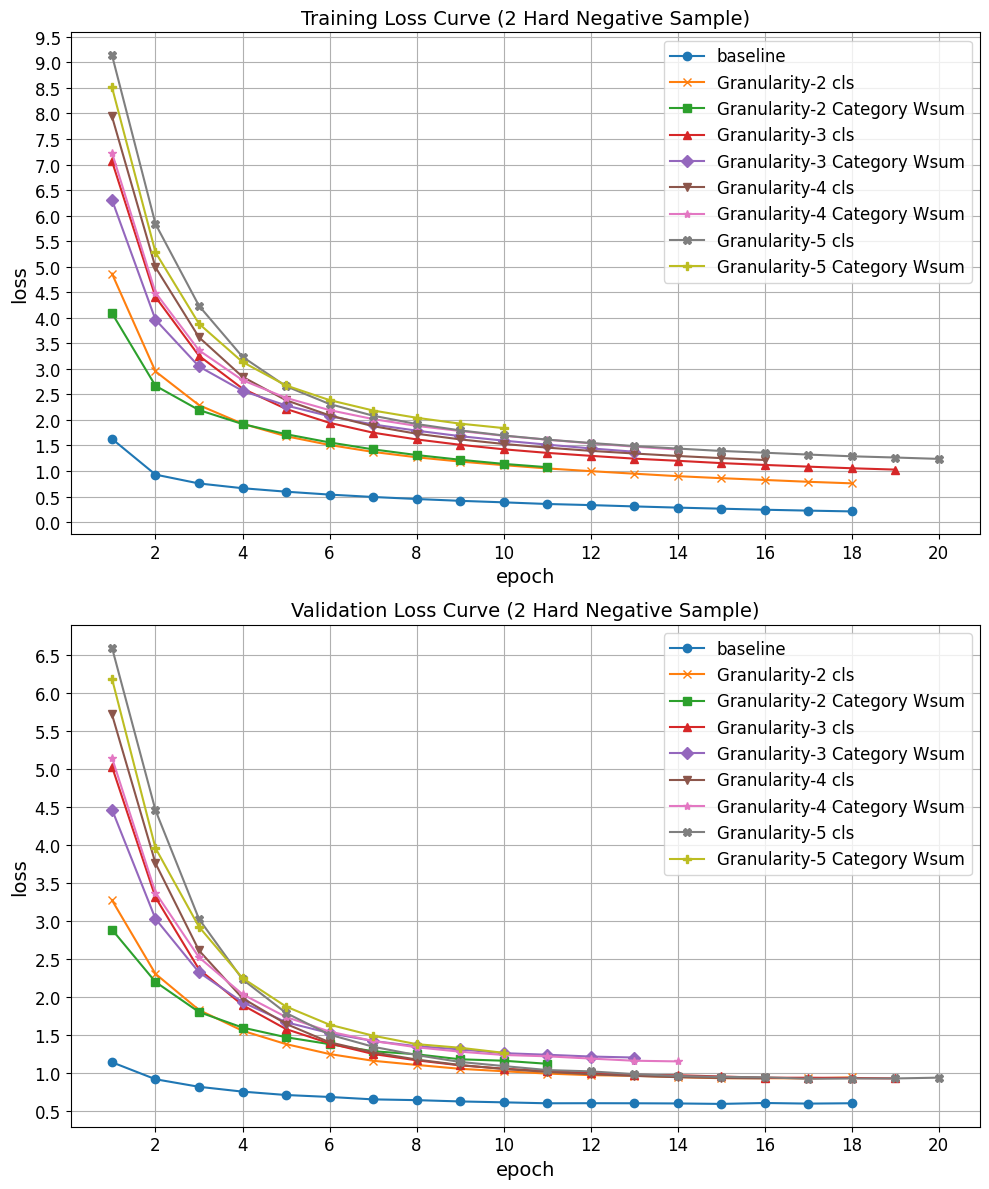 Training Loss Curve (2 Hard Negative Sample)
9.5
9.0
8.5
8.0
7.5
7.0
6.5
6.0
5.5
5.0
4.5
4.0
3.5
3.0
2.5
2.0
1.5
1.0
0.5
0.0
loss
baseline
Granularity-2 cls
Granularity-2 Category Wsum
Granularity-3 cls
Granularity-3 Category Wsum
Granularity-4 cls
Granularity-4 Category Wsum
Granularity-5 cls
Granularity-5 Category Wsum
2 4 6 8 10 12 14 16 18 20
epoch
Validation Loss Curve (2 Hard Negative Sample)
6.5
6.0
5.5
5.0
4.5
4.0
3.5
3.0
2.5
2.0
1.5
1.0
0.5
loss
baseline
Granularity-2 cls
Granularity-2 Category Wsum
Granularity-3 cls
Granularity-3 Category Wsum
Granularity-4 cls
Granularity-4 Category Wsum
Granularity-5 cls
Granularity-5 Category Wsum
2 4 6 8 10 12 14 16 18 20
epoch